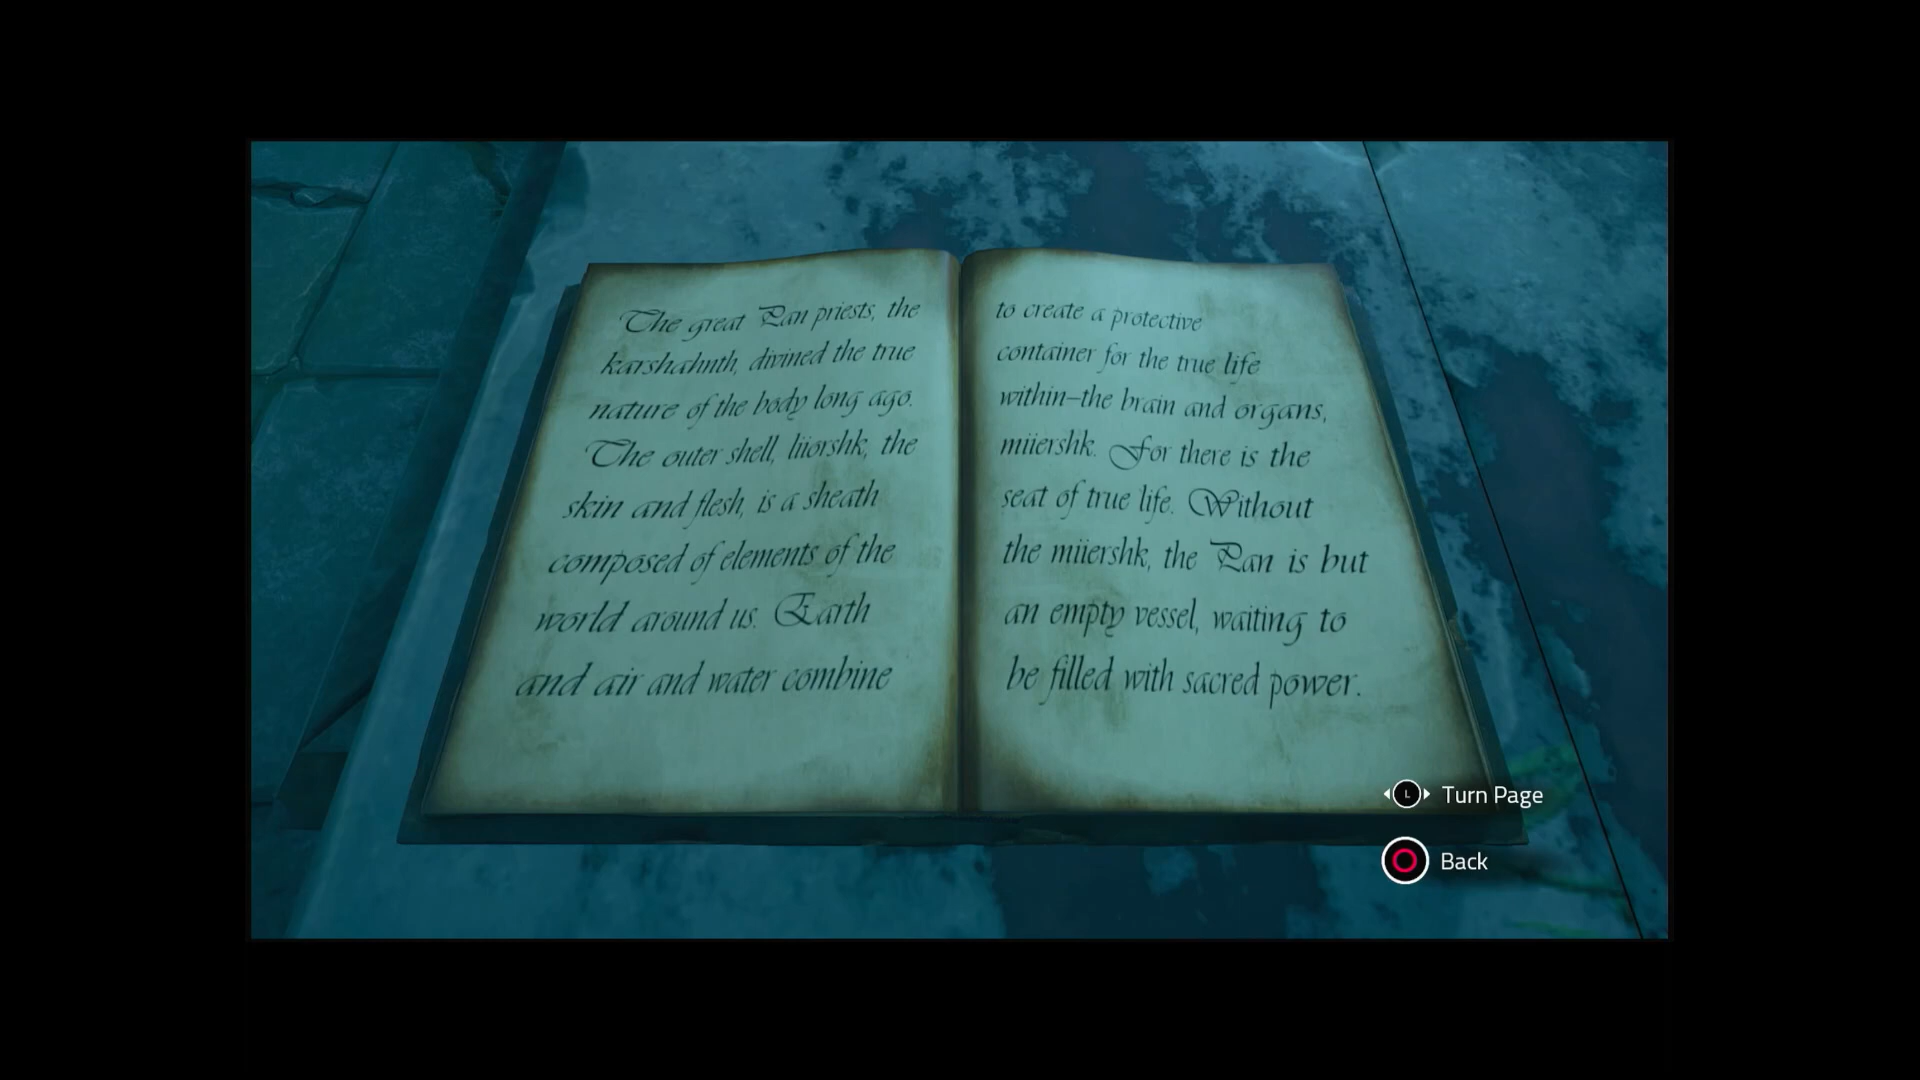 The great Pan priests, the
karshahnth, divined the true
nature of the body long ago.
The outer shell, liiorshk, the
skin and flesh, is a sheath
composed of elements of the
world around us. Earth
and air and water combine
to create a protective
container for the true life
within—the brain and organs,
miiershk. For there is the
seat of true life. Without
the miiershk, the Pan is but
an empty vessel, waiting to
be filled with sacred power.
L Turn Page
Back